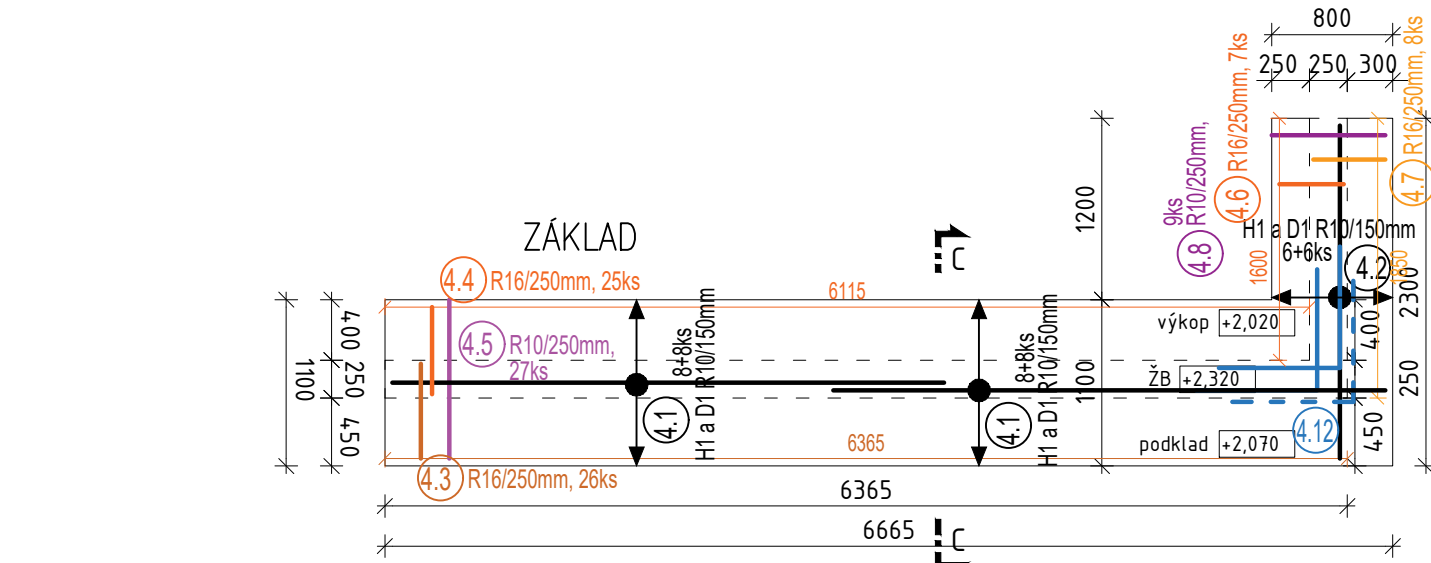 800
250 250 300
4.6 R16/250mm, 7ks
4.7 R16/250mm, 8ks
9ks
4.8 R10/250mm,
1200
ZÁKLAD
C
H1 a D1 R10/150mm
6+6ks
4.2
1600
1850
2300
4.4 R16/250mm, 25ks
6115
výkop +2,020
400
4.5 R10/250mm,
27ks
400
250
450
1100
8+8ks
4.1
H1 a D1 R10/150mm
8+8ks
4.1
H1 a D1 R10/150mm
1100
ŽB +2,320
250
podklad +2,070
4.12
450
6365
4.3 R16/250mm, 26ks
6365
6665
C